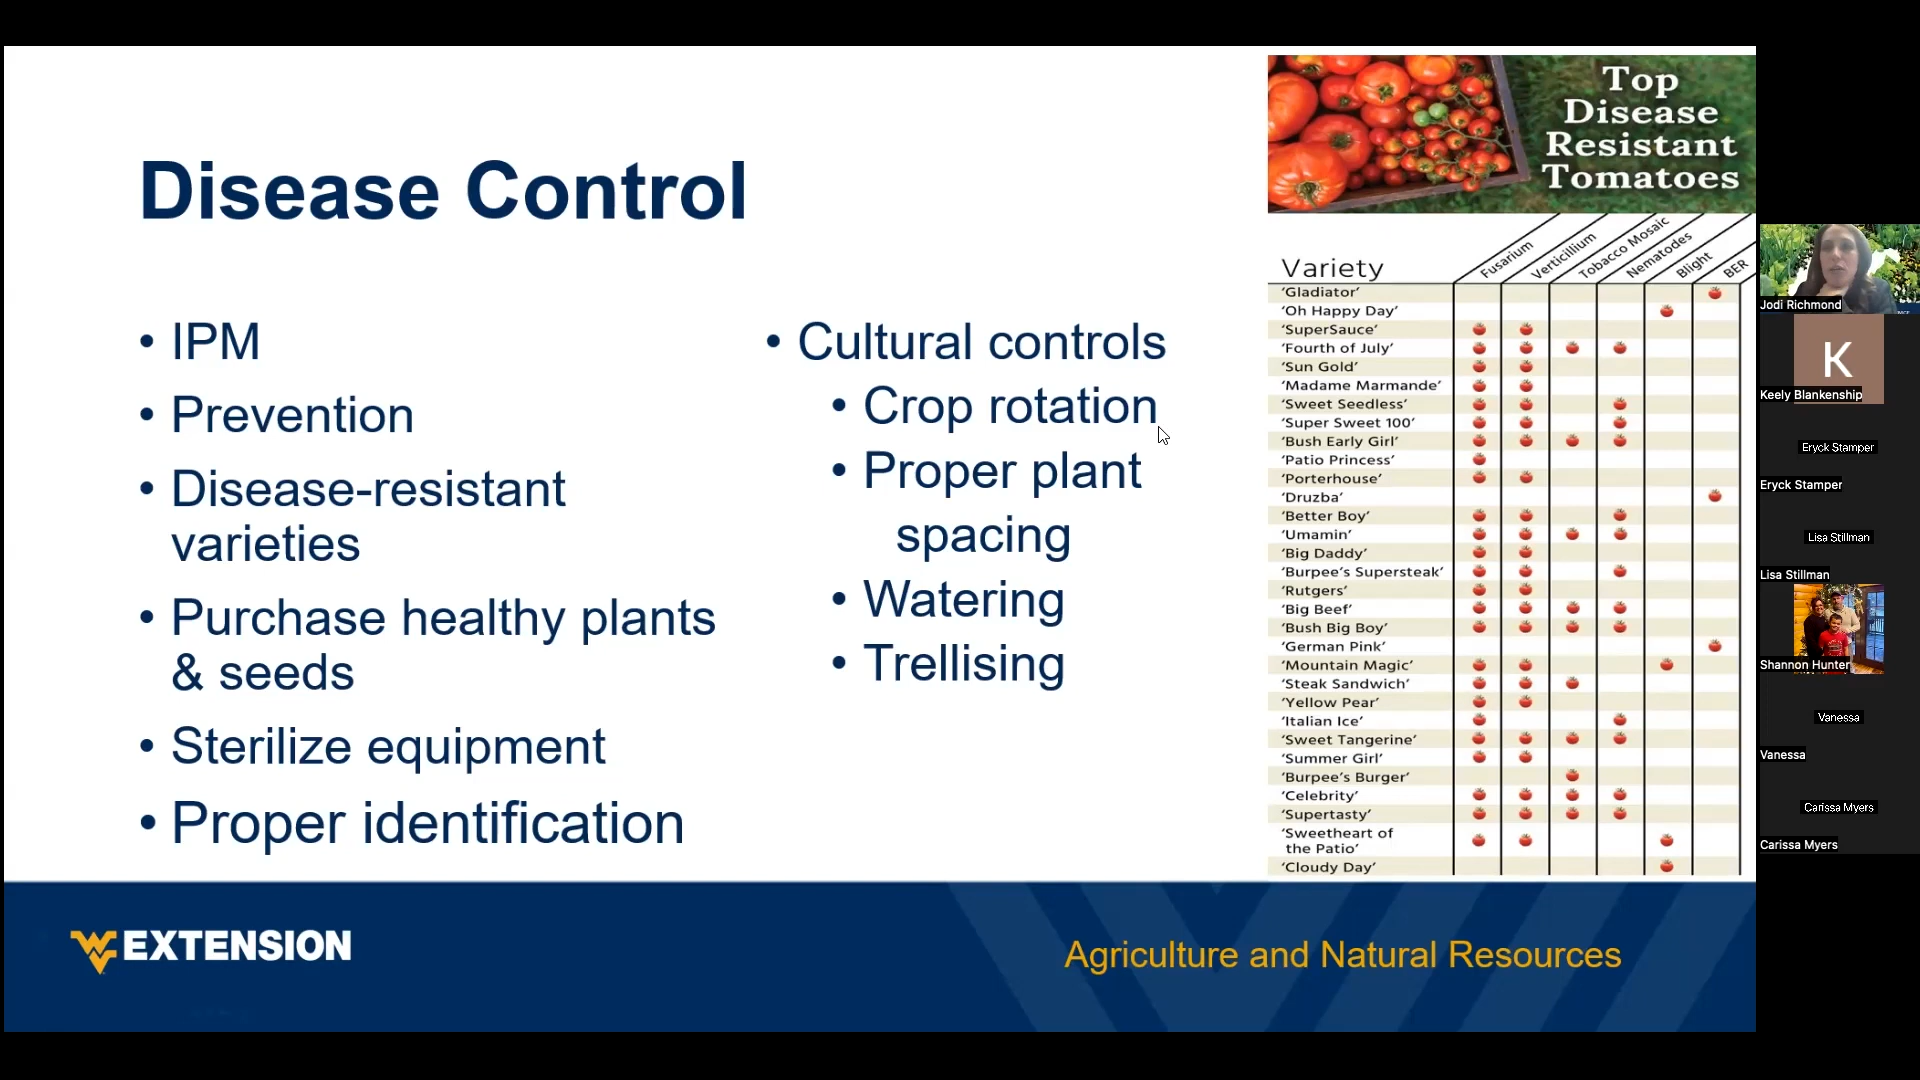 Disease Control
• IPM
• Prevention
• Disease-resistant
varieties
• Purchase healthy plants
& seeds
• Sterilize equipment
• Proper identification
• Cultural controls
• Crop rotation
• Proper plant
spacing
• Watering
• Trellising
Top
Disease
Resistant
Tomatoes
Variety
Fusarium
Verticillium
Tobacco Mosaic
Nematodes
Blight
BER
‘Gladiator’
‘Oh Happy Day’
‘SuperSauce’
‘Fourth of July’
‘Sun Gold’
‘Madame Marmande’
‘Sweet Seedless’
‘Super Sweet 100’
‘Bush Early Girl’
‘Patio Princess’
‘Porterhouse’
‘Druzba’
‘Better Boy’
‘Umamin’
‘Big Daddy’
‘Burpee’s Supersteak’
‘Rutgers’
‘Big Beef’
‘Bush Big Boy’
‘German Pink’
‘Mountain Magic’
‘Steak Sandwich’
‘Yellow Pear’
‘Italian Ice’
‘Sweet Tangerine’
‘Summer Girl’
‘Burpee’s Burger’
‘Celebrity’
‘Supertasty’
‘Sweetheart of
the Patio’
‘Cloudy Day’
WV EXTENSION
Agriculture and Natural Resources
Jodi Richmond
K
Keely Blankenship
Eryck Stamper
Eryck Stamper
Lisa Stillman
Lisa Stillman
Shannon Hunter
Vanessa
Vanessa
Carissa Myers
Carissa Myers